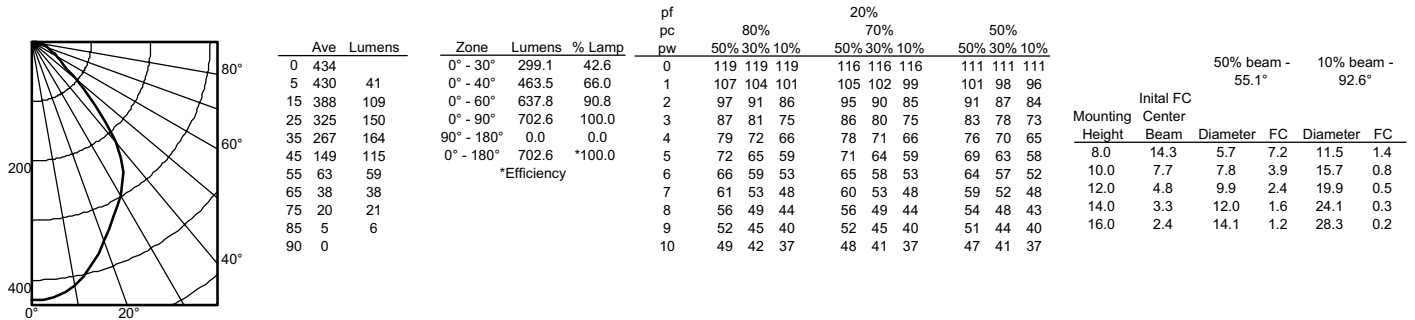 80°
60°
200
40°
400
0° 20°
Ave Lumens
0 434
5 430 41
15 388 109
25 325 150
35 267 164
45 149 115
55 63 59
65 38 38
75 20 21
85 5 6
90 0
Zone Lumens % Lamp
0° - 30° 299.1 42.6
0° - 40° 463.5 66.0
0° - 60° 637.8 90.8
0° - 90° 702.6 100.0
90° - 180° 0.0 0.0
0° - 180° 702.6 *100.0
*Efficiency
pf 20%
pc 80% 70% 50%
pw 50% 30% 10% 50% 30% 10% 50% 30% 10%
0 119 119 119 116 116 116 111 111 111
1 107 104 101 105 102 99 101 98 96
2 97 91 86 95 90 85 91 87 84
3 87 81 75 86 80 75 83 78 73
4 79 72 66 78 71 66 76 70 65
5 72 65 59 71 64 59 69 63 58
6 66 59 53 65 58 53 64 57 52
7 61 53 48 60 53 48 59 52 48
8 56 49 44 56 49 44 54 48 43
9 52 45 40 52 45 40 51 44 40
10 49 42 37 48 41 37 47 41 37
50% beam - 10% beam -
55.1° 92.6°
Inital FC
Mounting Center
Height Beam Diameter FC Diameter FC
8.0 14.3 5.7 7.2 11.5 1.4
10.0 7.7 7.8 3.9 15.7 0.8
12.0 4.8 9.9 2.4 19.9 0.5
14.0 3.3 12.0 1.6 24.1 0.3
16.0 2.4 14.1 1.2 28.3 0.2